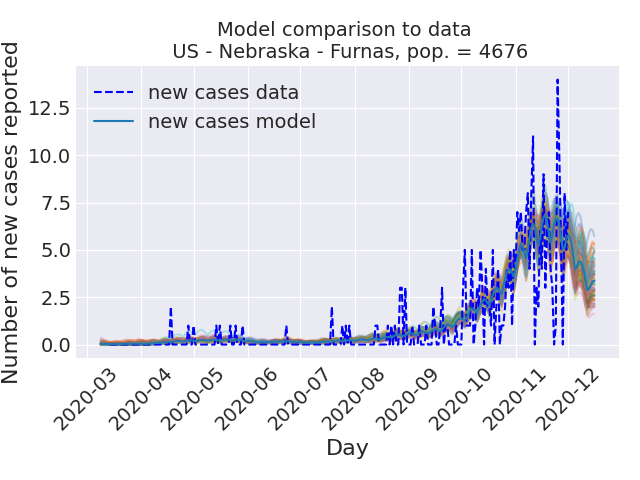 Model comparison to data
US - Nebraska - Furnas, pop. = 4676
new cases data
new cases model
Number of new cases reported
12.5
10.0
7.5
5.0
2.5
0.0
2020-03
2020-04
2020-05
2020-06
2020-07
2020-08
2020-09
2020-10
2020-11
2020-12
Day